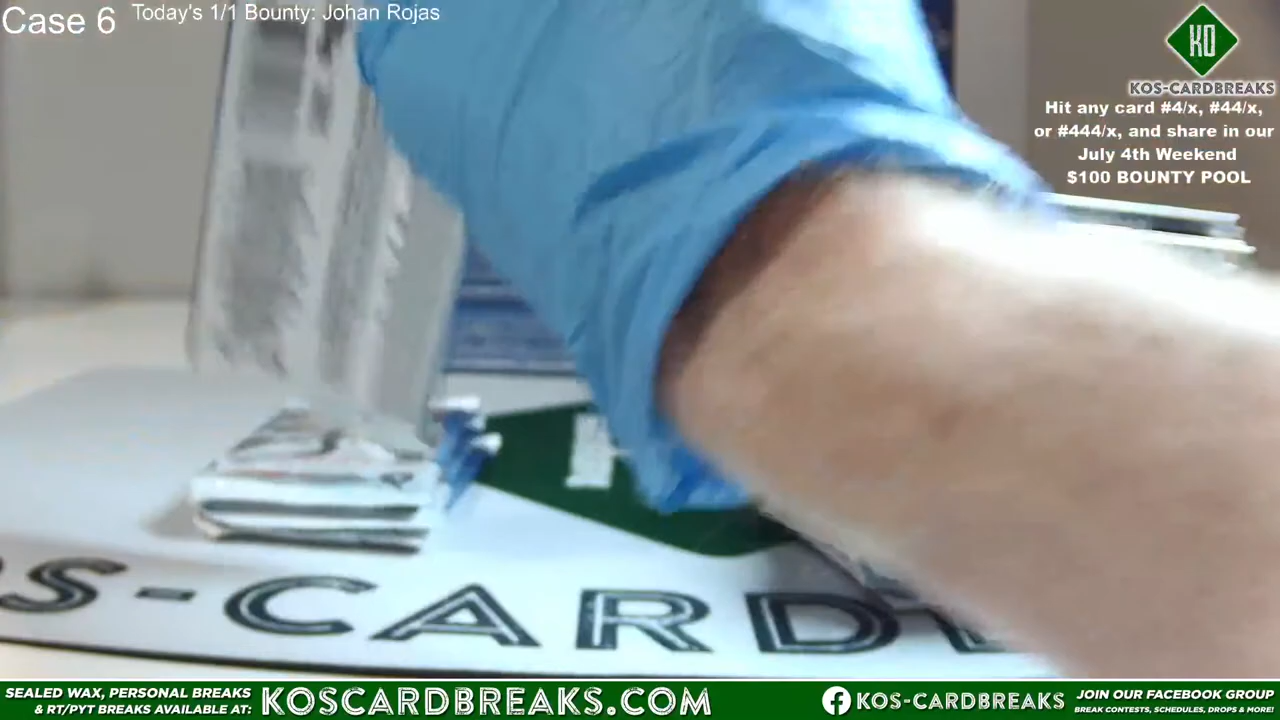 Case 6
Today's 1/1 Bounty: Johan Rojas
KO
KOS-CARDBREAKS
Hit any card #4/x, #44/x,
or #444/x, and share in our
July 4th Weekend
$100 BOUNTY POOL
S-CARD
SEALED WAX, PERSONAL BREAKS
& RT/PYT BREAKS AVAILABLE AT:
KOSCARDBREAKS.COM
KOS-CARDBREAKS
JOIN OUR FACEBOOK GROUP
BREAK CONTESTS, SCHEDULES, DROPS & MORE!